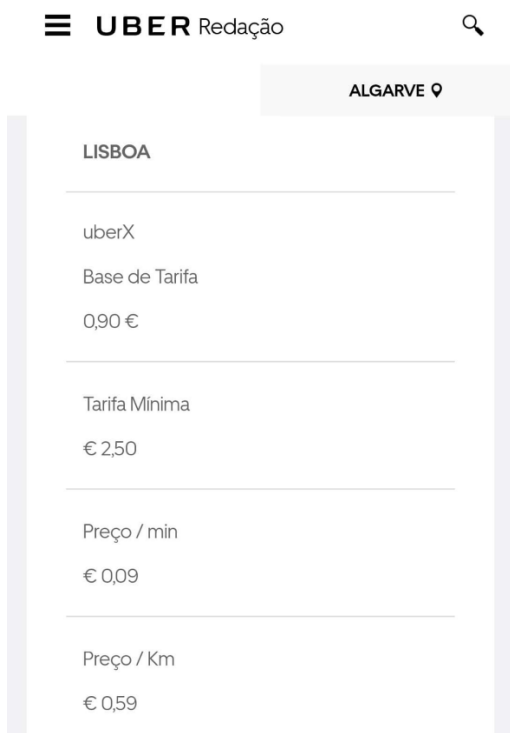 UBER Redação
ALGARVE
LISBOA
uberX
Base de Tarifa
0,90 €
Tarifa Mínima
€ 2,50
Preço / min
€ 0,09
Preço / Km
€ 0,59